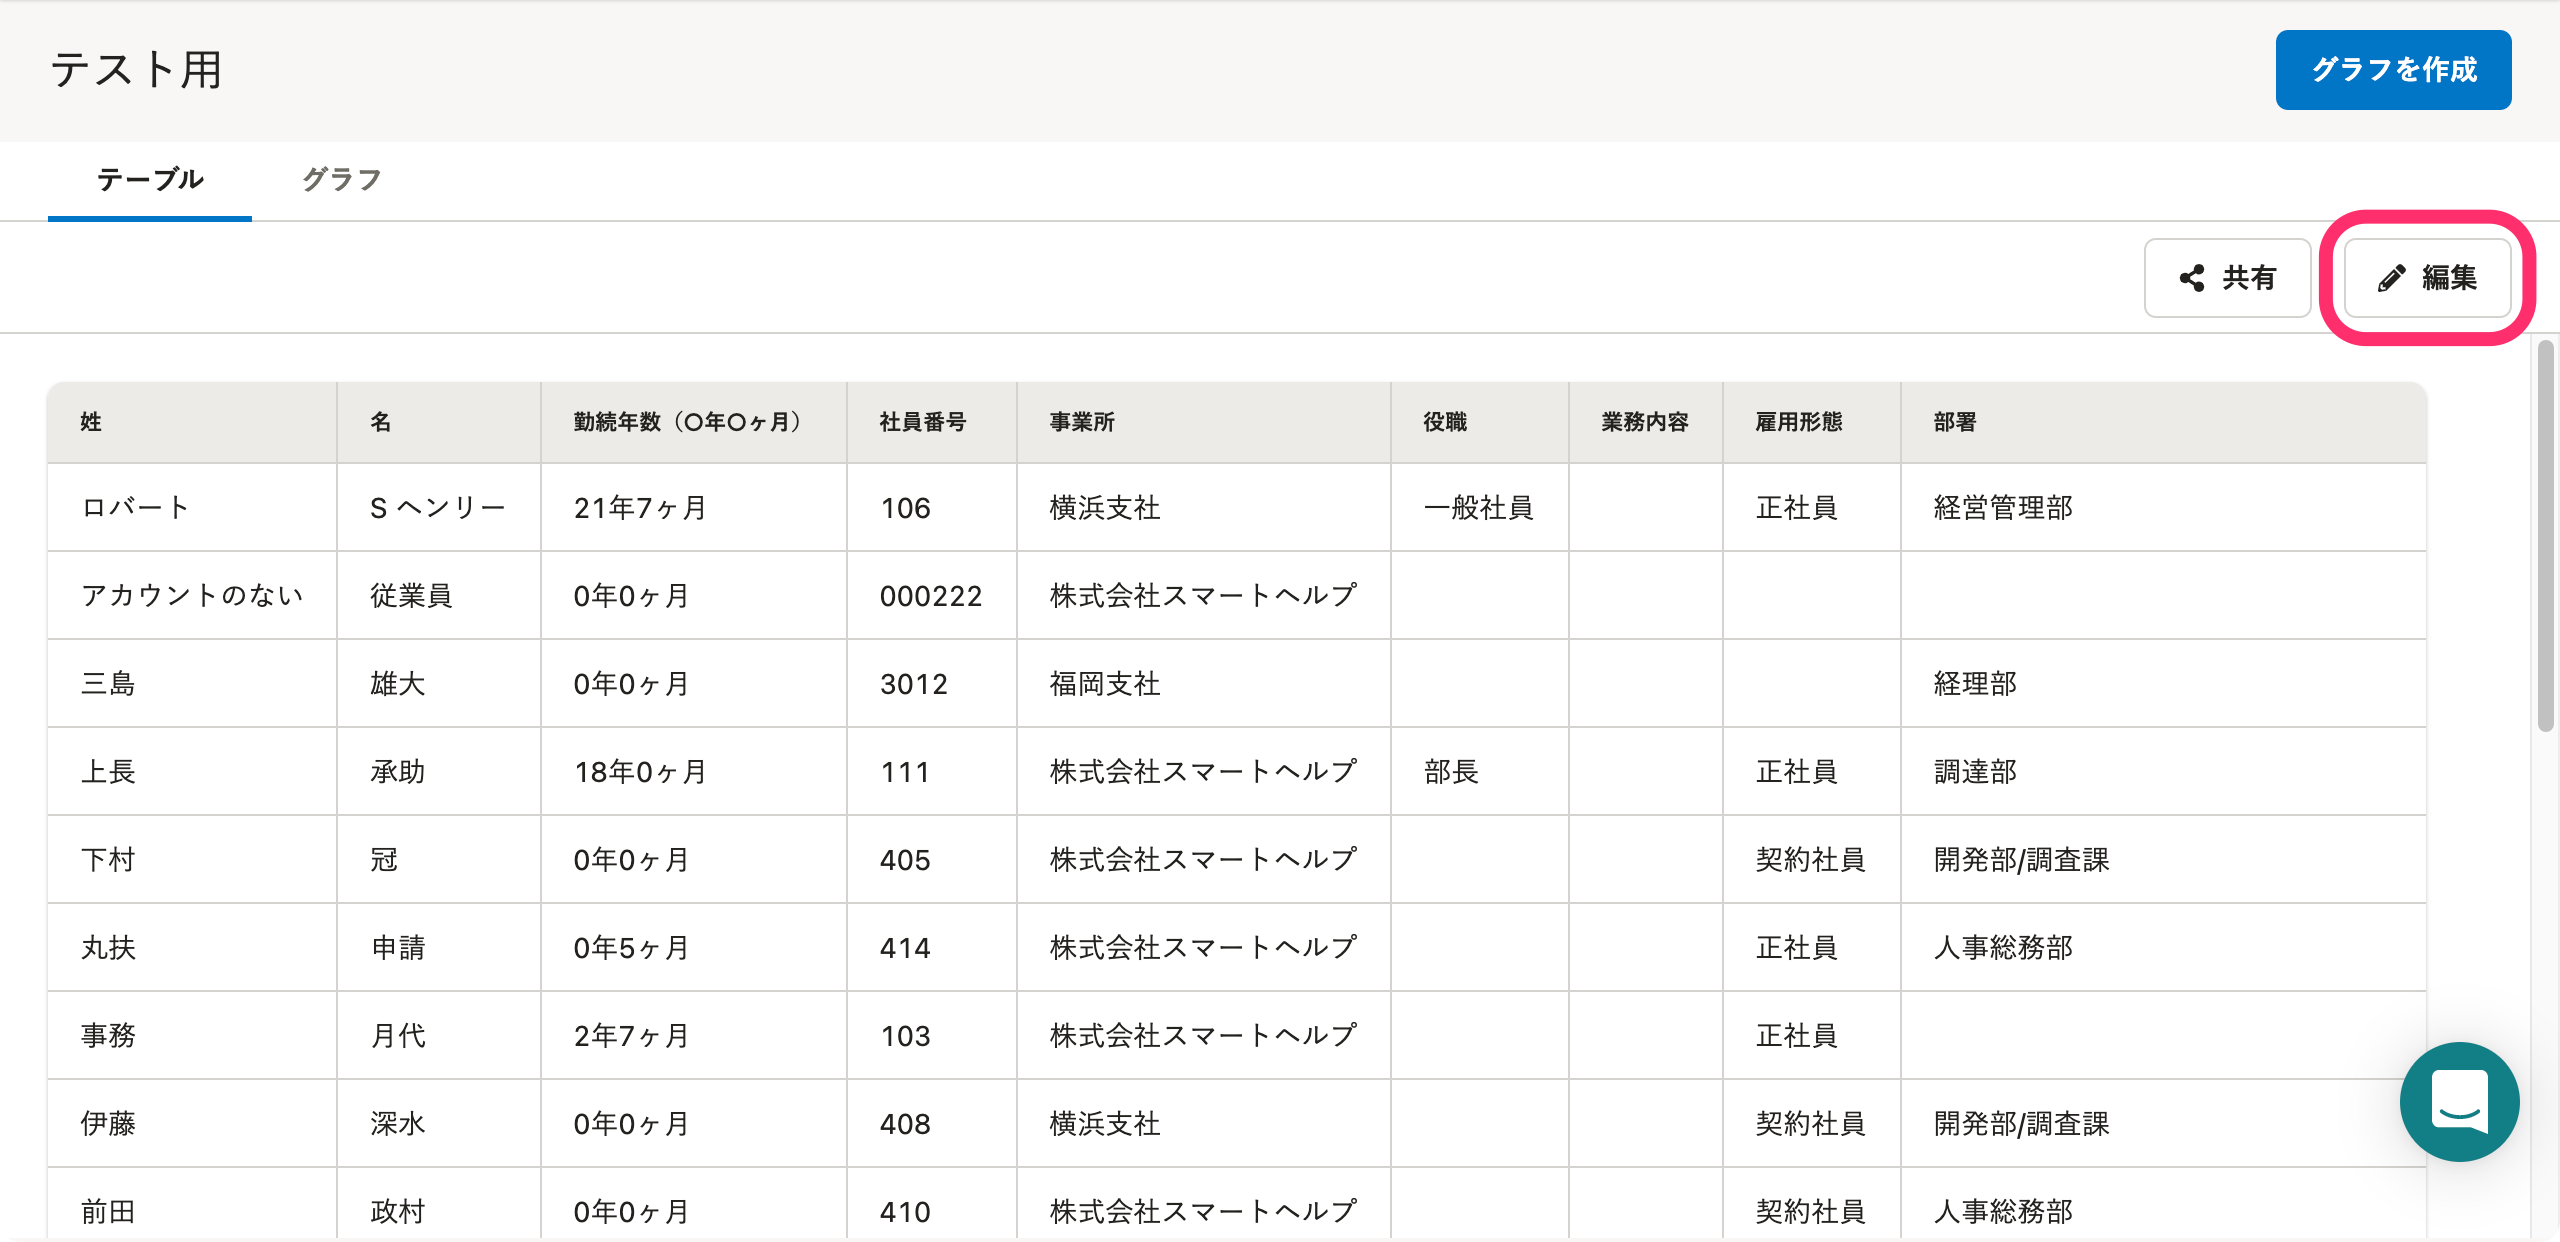 テスト用
グラフを作成
テーブル グラフ
共有 編集
姓 名 勤続年数（〇年〇ヶ月） 社員番号 事業所 役職 業務内容 雇用形態 部署
ロバート S ヘンリー 21年7ヶ月 106 横浜支社 一般社員 正社員 経営管理部
アカウントのない 従業員 0年0ヶ月 000222 株式会社スマートヘルプ
三島 雄大 0年0ヶ月 3012 福岡支社 経理部
上長 承助 18年0ヶ月 111 株式会社スマートヘルプ 部長 正社員 調達部
下村 冠 0年0ヶ月 405 株式会社スマートヘルプ 契約社員 開発部/調査課
丸扶 申請 0年5ヶ月 414 株式会社スマートヘルプ 正社員 人事総務部
事務 月代 2年7ヶ月 103 株式会社スマートヘルプ 正社員
伊藤 深水 0年0ヶ月 408 横浜支社 契約社員 開発部/調査課
前田 政村 0年0ヶ月 410 株式会社スマートヘルプ 契約社員 人事総務部